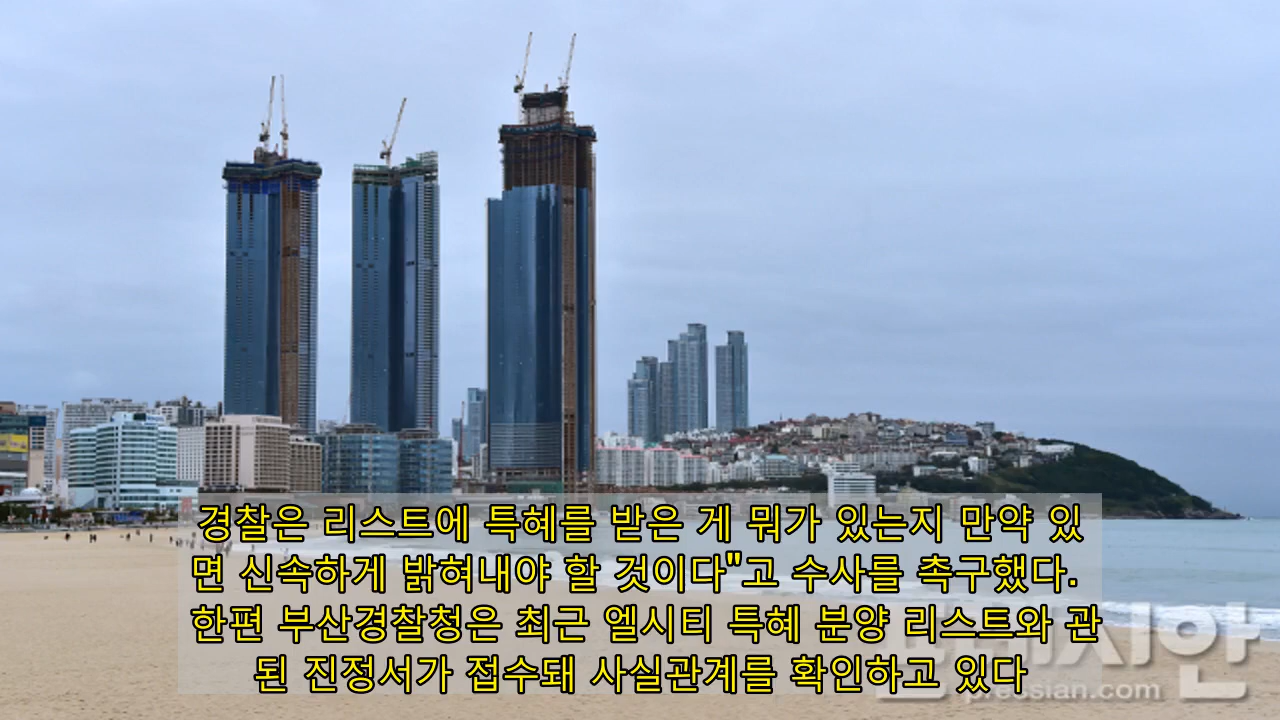 경찰은 리스트에 특혜를 받은 게 뭐가 있는지 만약 있
면 신속하게 밝혀내야 할 것이다"고 수사를 촉구했다.
한편 부산경찰청은 최근 엘시티 특혜 분양 리스트와 관
된 진정서가 접수돼 사실관계를 확인하고 있다
pressian.com